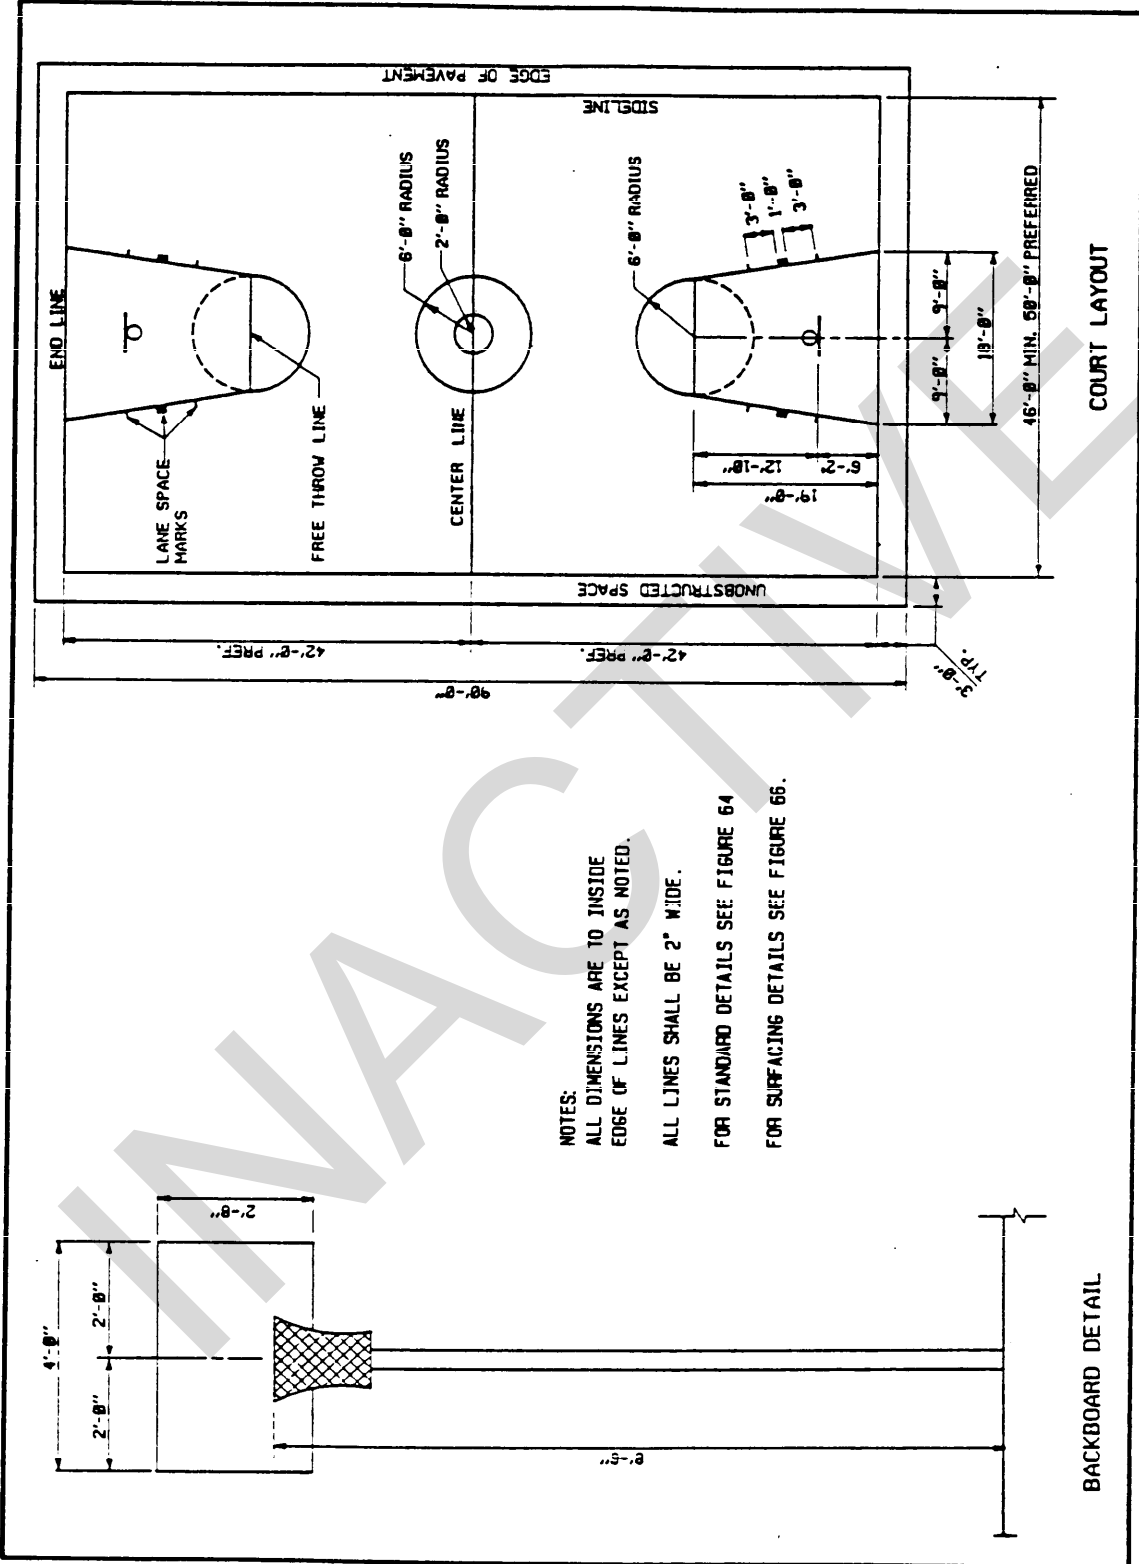 INACTIVE
END LINE
EDGE OF PAVEMENT
SIDELINE
LANE SPACE
MARKS
FREE THROW LINE
CENTER LINE
6'-0" RADIUS
2'-0" RADIUS
6'-0" RADIUS
3'-0"
1'-0"
3'-0"
12'-10"
6'-2"
19'-0"
9'-0"
9'-0"
18'-0"
46'-0" MIN. 50'-0" PREFERRED
UNOBSTRUCTED SPACE
42'-0" PREF.
42'-0" PREF.
90'-0"
3'-0"
TYP.
COURT LAYOUT
NOTES:
ALL DIMENSIONS ARE TO INSIDE
EDGE OF LINES EXCEPT AS NOTED.
ALL LINES SHALL BE 2" WIDE.
FOR STANDARD DETAILS SEE FIGURE 64
FOR SURFACING DETAILS SEE FIGURE 66.
4'-0"
2'-0"
2'-0"
2'-8"
BACKBOARD DETAIL